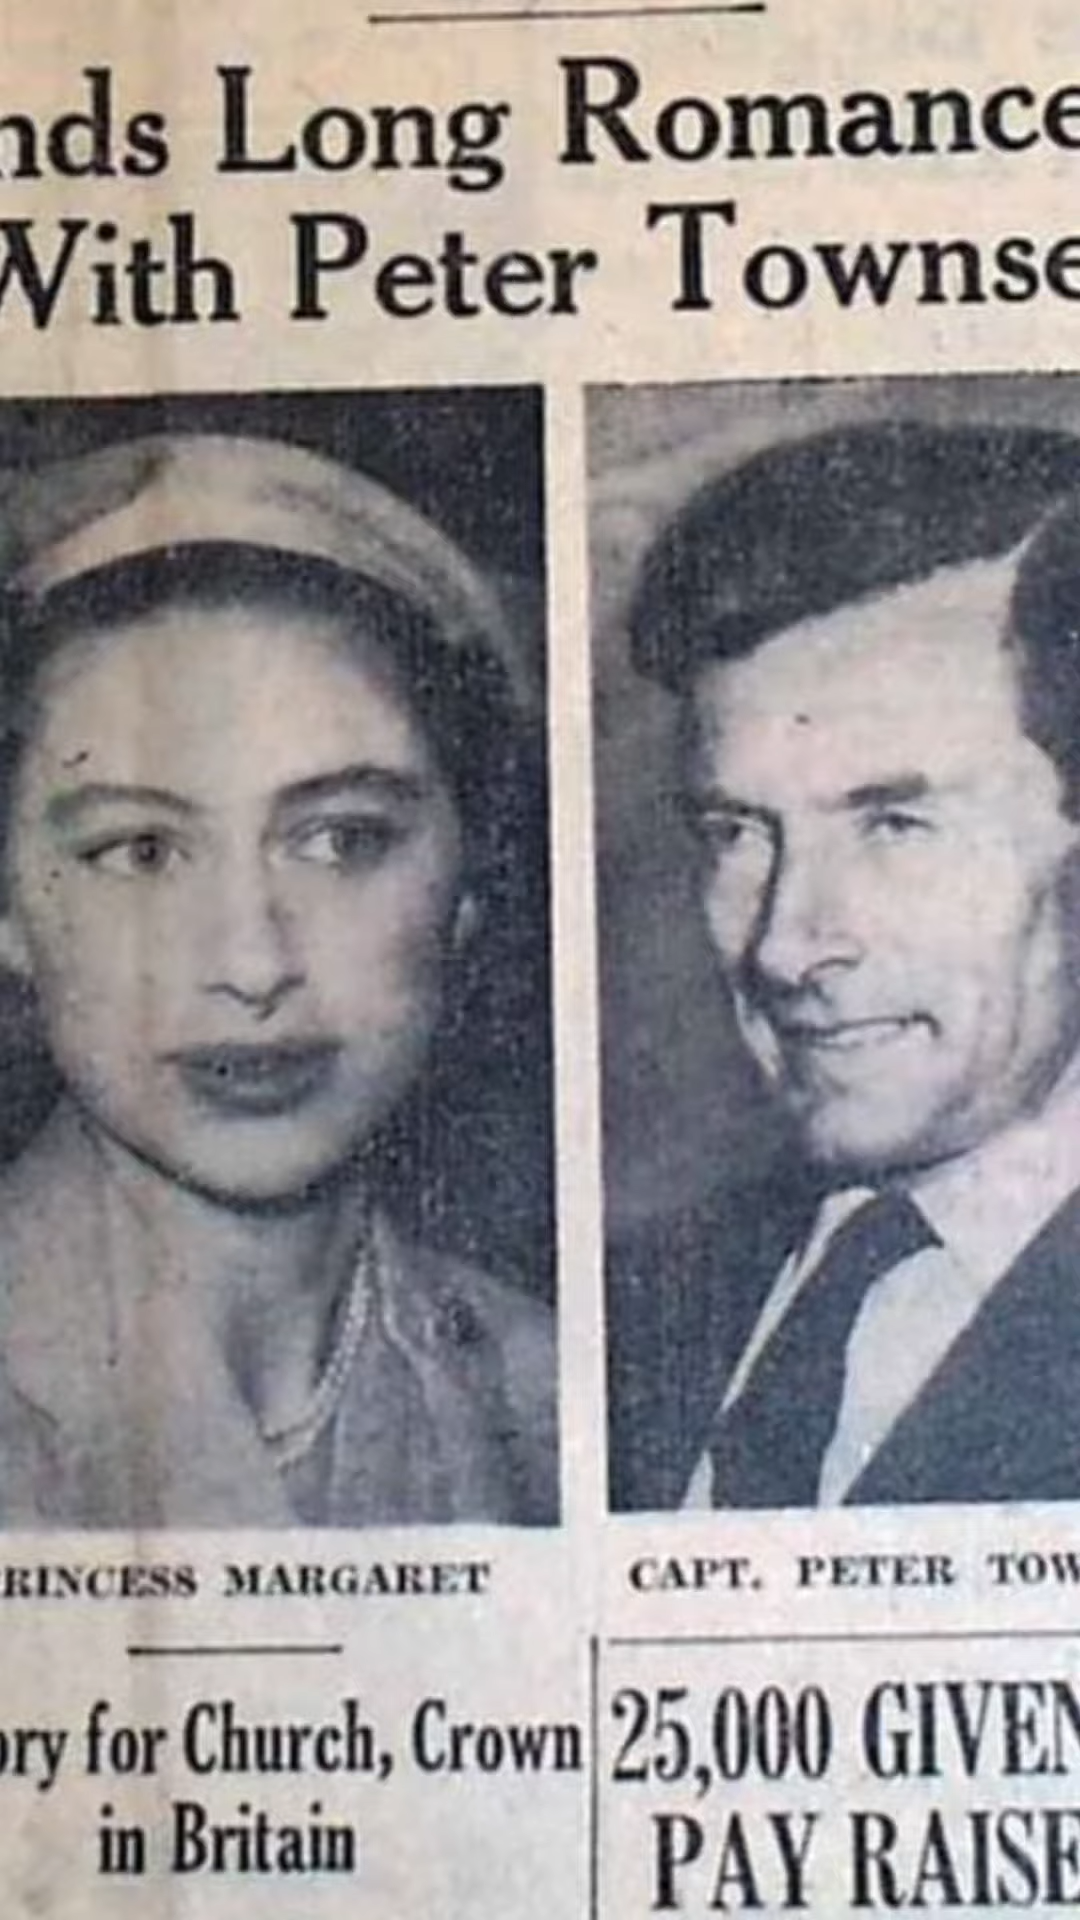 nds Long Romance
With Peter Townse
RINCESS MARGARET
CAPT. PETER TOW
ory for Church, Crown
in Britain
25,000 GIVEN
PAY RAISE